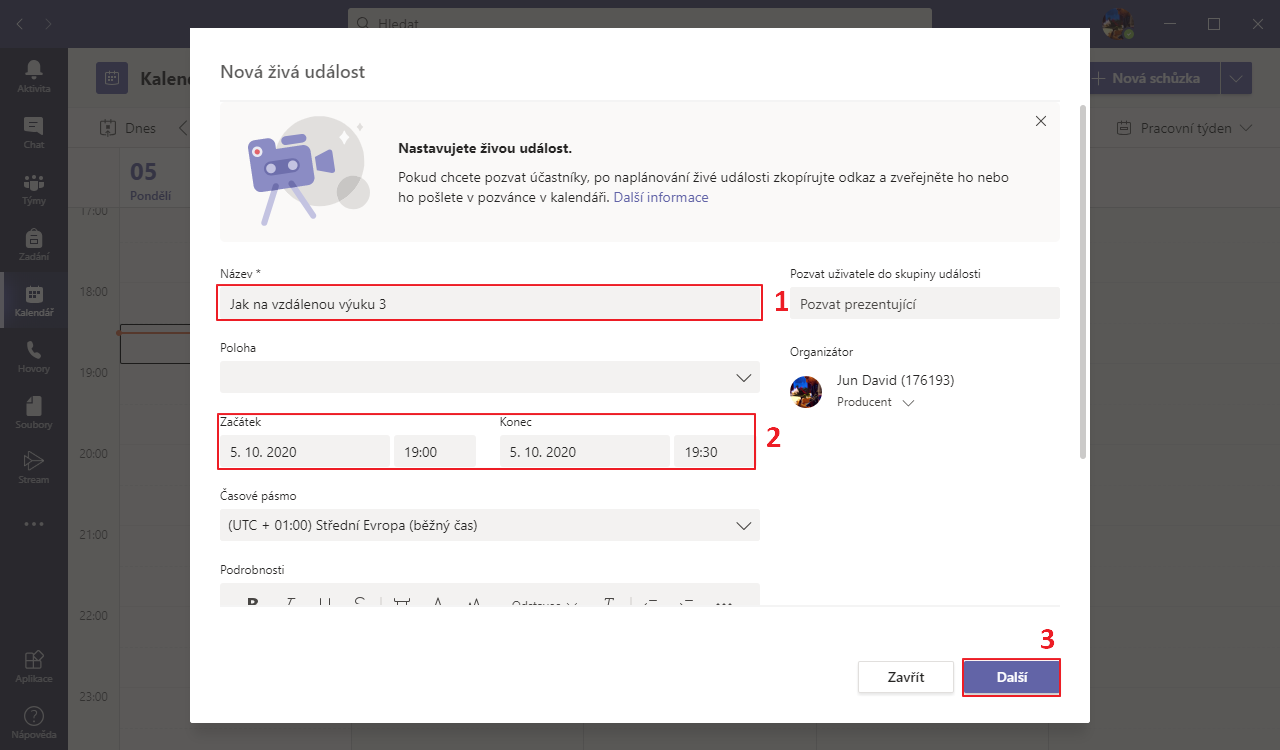 Hledat
Aktivita
Chat
Týmy
Zadání
Kalendář
Hovory
Soubory
Stream
Aplikace
Nápověda
Kalen
Nová schůzka
Dnes
Pracovní týden
05
Pondělí
17:00
18:00
19:00
20:00
21:00
22:00
23:00
Nová živá událost
Nastavujete živou událost.
Pokud chcete pozvat účastníky, po naplánování živé události zkopírujte odkaz a zveřejněte ho nebo
ho pošlete v pozvánce v kalendáři. Další informace
Název *
Jak na vzdálenou výuku 3
1
Pozvat uživatele do skupiny události
Pozvat prezentující
Poloha
Organizátor
Jun David (176193)
Producent
Začátek
Konec
5. 10. 2020
19:00
5. 10. 2020
19:30
2
Časové pásmo
(UTC + 01:00) Střední Evropa (běžný čas)
Podrobnosti
Odstavec
3
Zavřít
Další